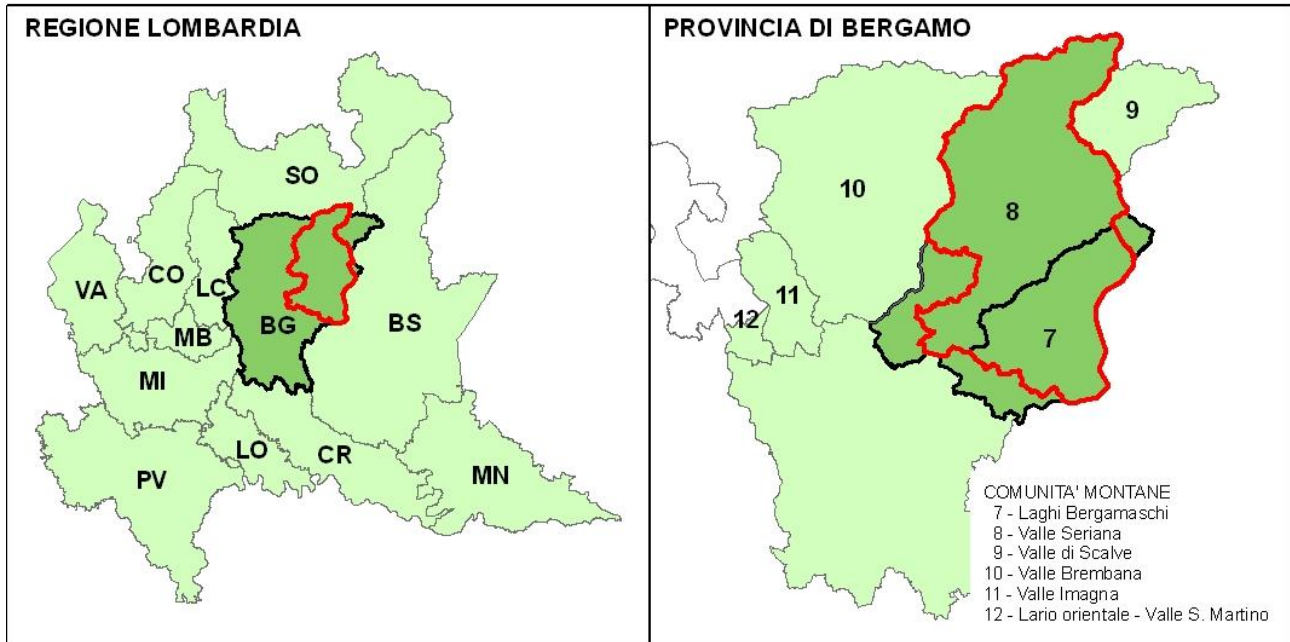 REGIONE LOMBARDIA
SO
VA
CO
LC
MB
BG
BS
MI
PV
LO
CR
MN
PROVINCIA DI BERGAMO
9
10
8
11
12
7
COMUNITA' MONTANE
7 - Laghi Bergamaschi
8 - Valle Seriana
9 - Valle di Scalve
10 - Valle Brembana
11 - Valle Imagna
12 - Lario orientale - Valle S. Martino